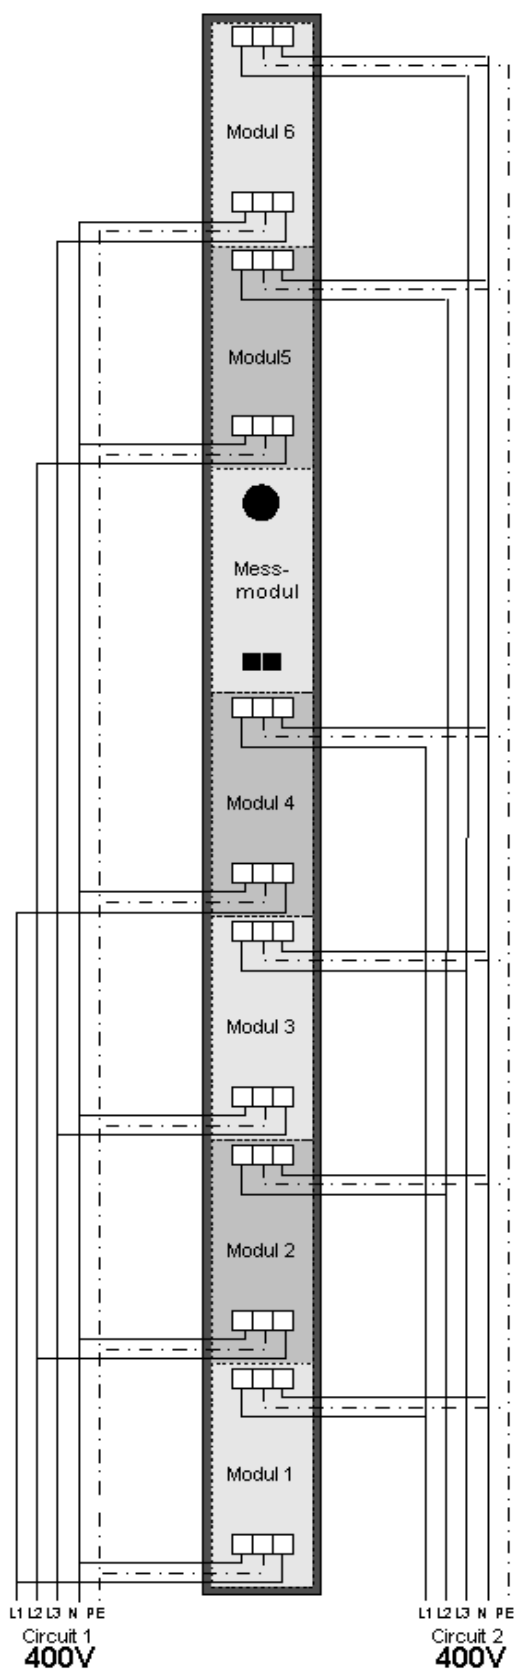 Modul 6
Modul5
Mess-
modul
Modul 4
Modul 3
Modul 2
Modul 1
L1 L2 L3 N PE
Circuit 1
400V
L1 L2 L3 N PE
Circuit 2
400V